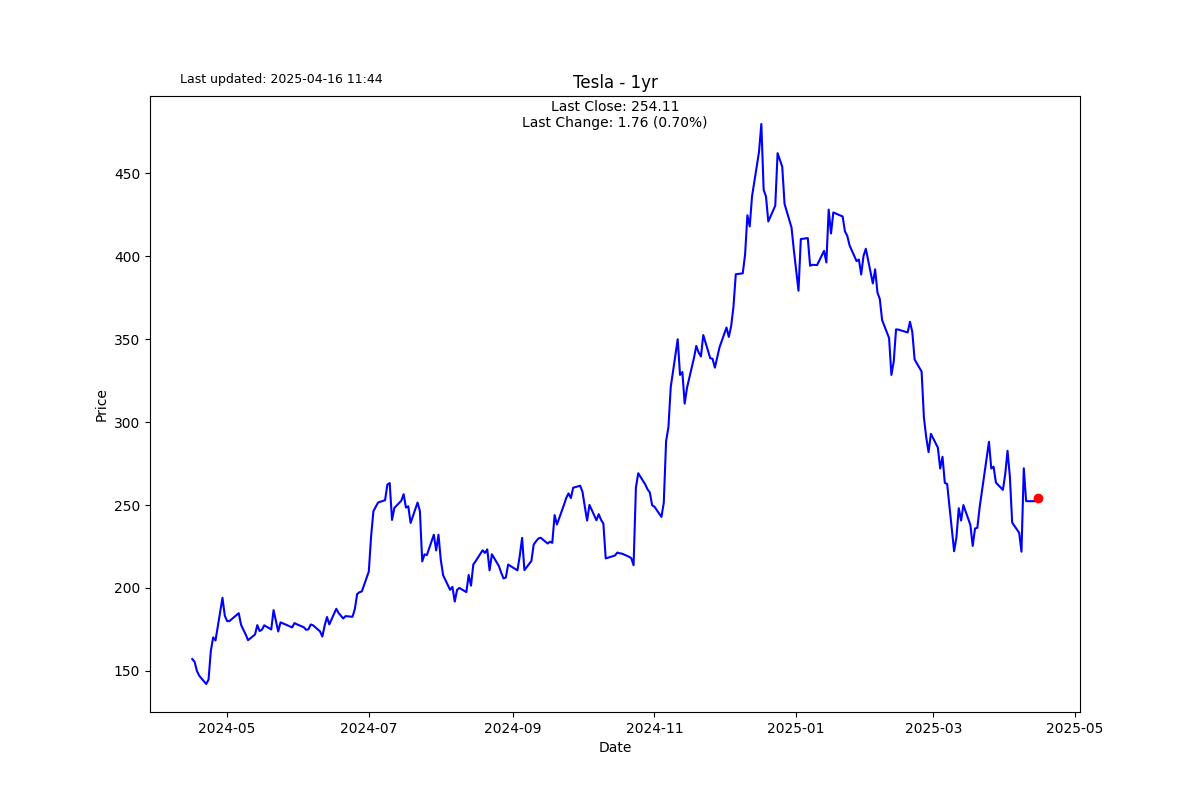 Last updated: 2025-04-16 11:44
Tesla - 1yr
Last Close: 254.11
Last Change: 1.76 (0.70%)
Price
450
400
350
300
250
200
150
2024-05
2024-07
2024-09
2024-11
2025-01
2025-03
2025-05
Date